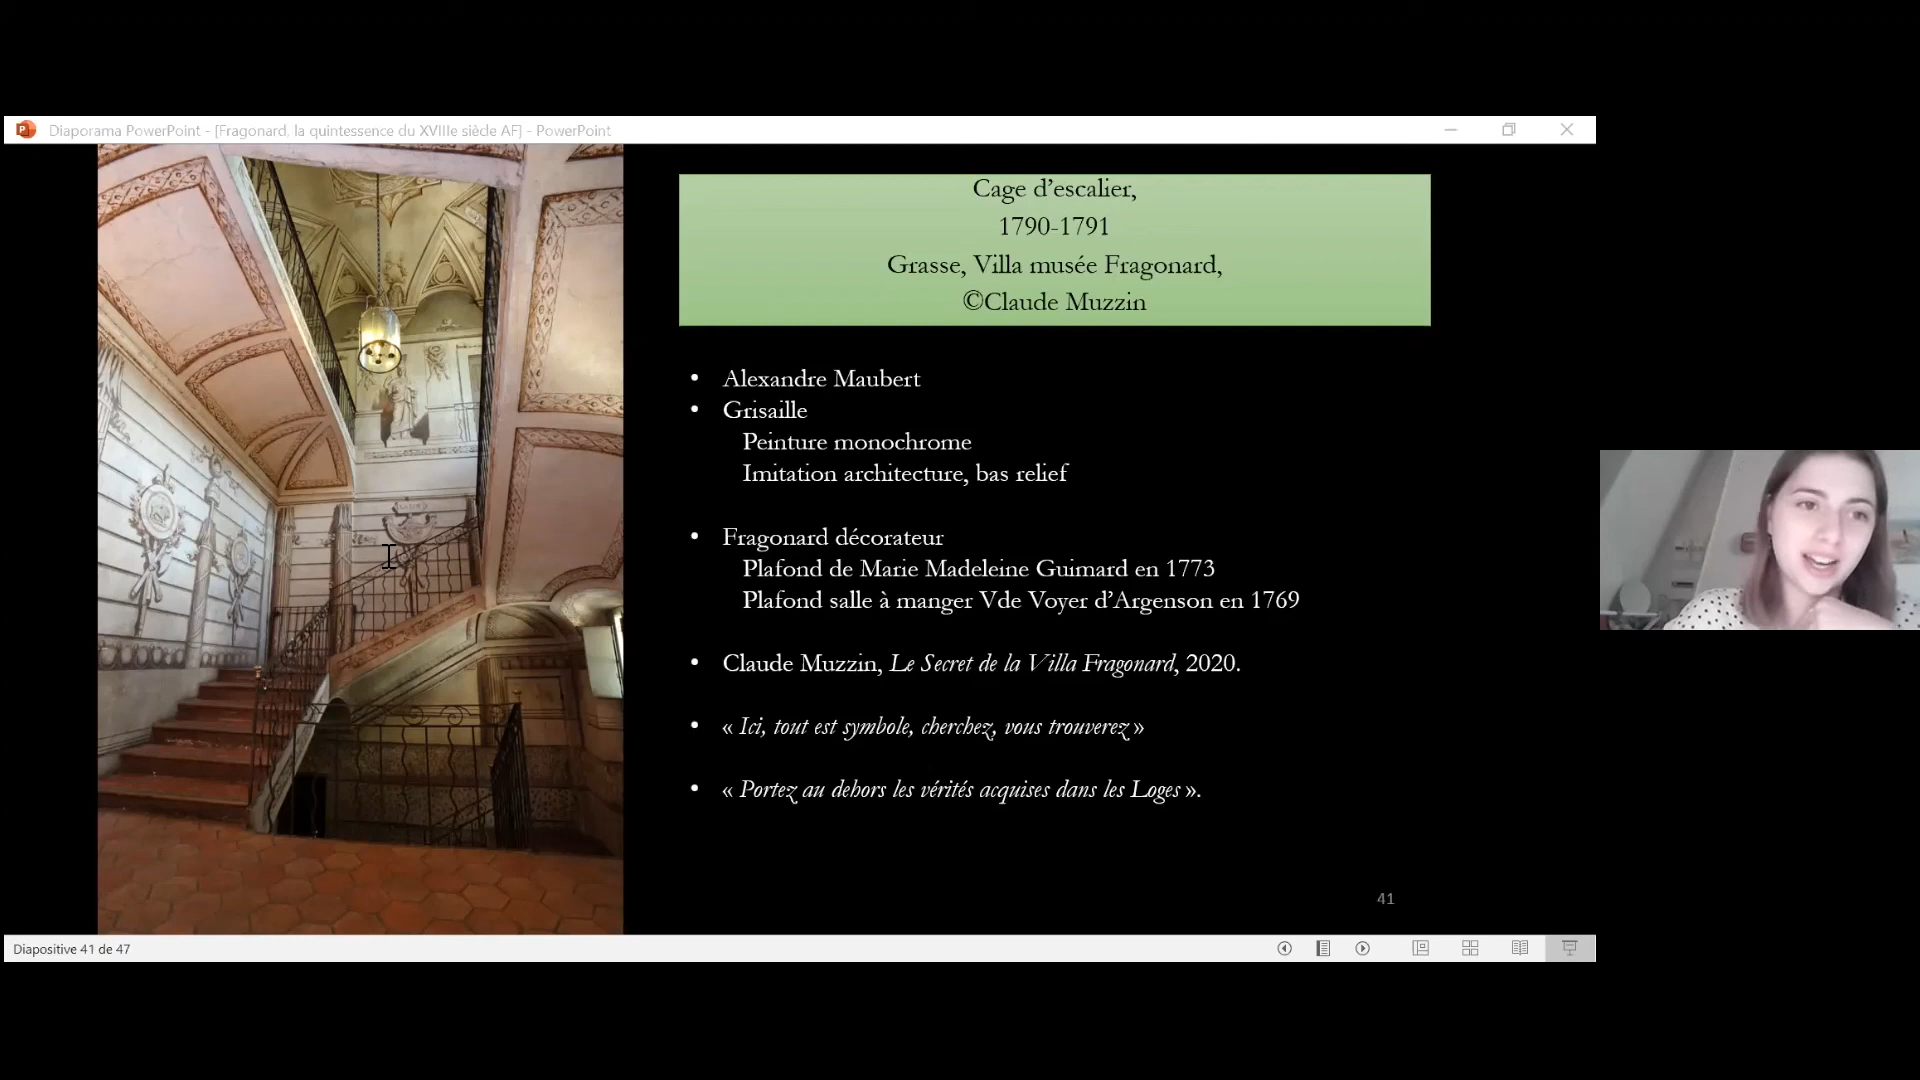 Diaporama PowerPoint - [Fragonard, la quintessence du XVIIIe siècle AF] - PowerPoint
Cage d’escalier,
1790-1791
Grasse, Villa musée Fragonard,
©Claude Muzzin
• Alexandre Maubert
• Grisaille
Peinture monochrome
Imitation architecture, bas relief
• Fragonard décorateur
Plafond de Marie Madeleine Guimard en 1773
Plafond salle à manger Vde Voyer d’Argenson en 1769
• Claude Muzzin, Le Secret de la Villa Fragonard, 2020.
• « Ici, tout est symbole, cherchez, vous trouverez »
• « Portez au dehors les vérités acquises dans les Loges ».
41
Diapositive 41 de 47